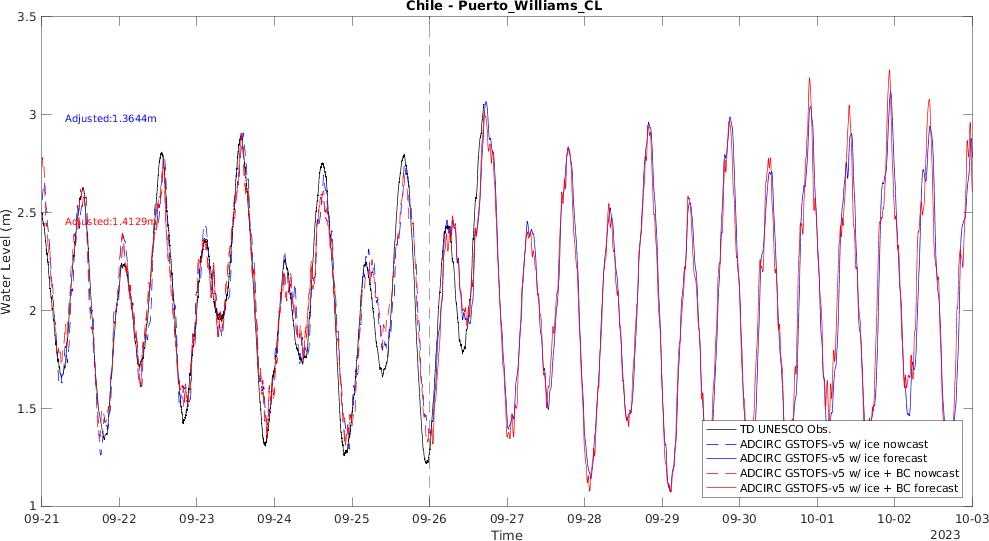 Chile - Puerto_Williams_CL
3.5
3
2.5
2
1.5
1
Water Level (m)
Adjusted:1.3644m
Adjusted:1.4129m
TD UNESCO Obs.
ADCIRC GSTOFS-v5 w/ ice nowcast
ADCIRC GSTOFS-v5 w/ ice forecast
ADCIRC GSTOFS-v5 w/ ice + BC nowcast
ADCIRC GSTOFS-v5 w/ ice + BC forecast
09-21 09-22 09-23 09-24 09-25 09-26 09-27 09-28 09-29 09-30 10-01 10-02 10-03
Time
2023